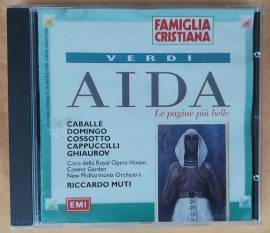 FAMIGLIA
CRISTIANA
VERDI
AIDA
Le pagine più belle
CABALLÉ
DOMINGO
COSSOTTO
CAPPUCCILLI
GHIAUROV
Coro della Royal Opera House,
Covent Garden
New Philharmonia Orchestra
RICCARDO MUTI
EMI